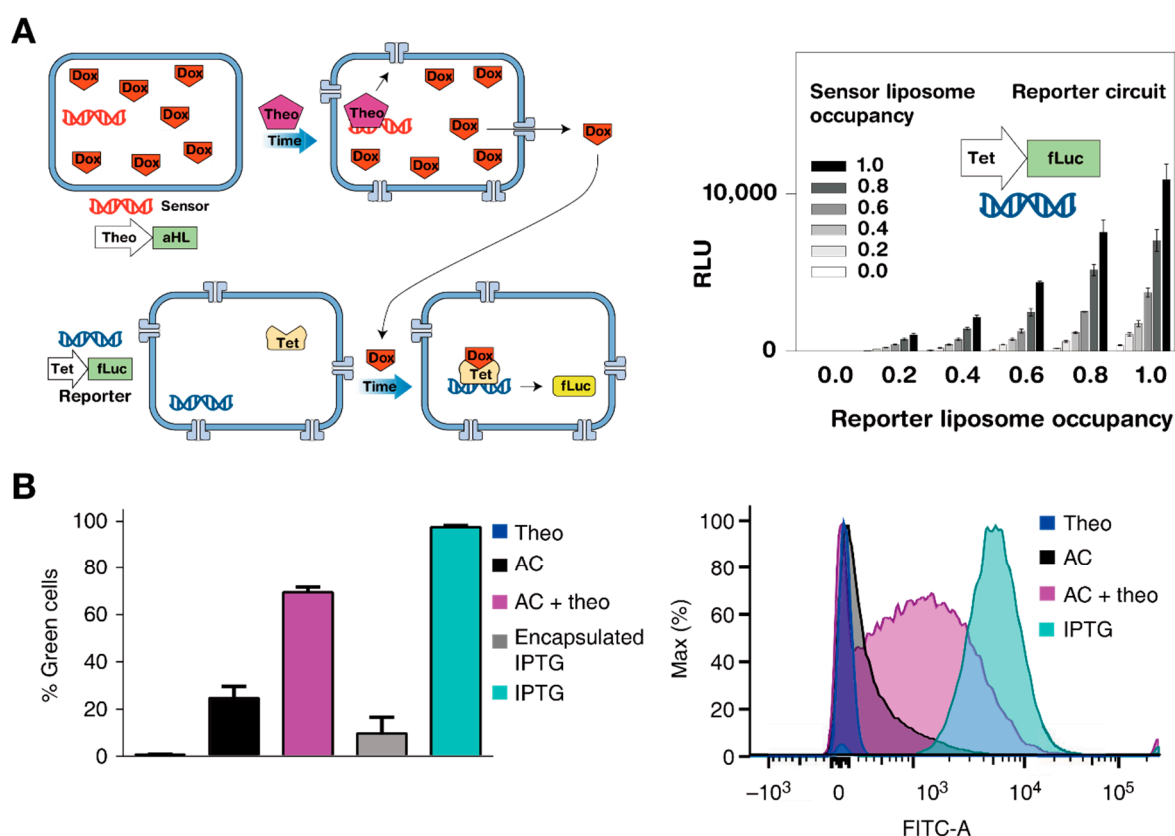 A
Dox
Dox
Dox
Dox
Dox
Dox
Dox
Dox
Sensor
Theo
aHL
Theo
Time
Theo
Dox
Dox
Dox
Dox
Dox
Dox
Dox
Tet
fLuc
Reporter
Tet
Dox
Time
Dox
Tet
fLuc
Sensor liposome
occupancy
1.0
0.8
0.6
0.4
0.2
0.0
Reporter circuit
Tet
fLuc
RLU
10,000
0
0.0 0.2 0.4 0.6 0.8 1.0
Reporter liposome occupancy
B
% Green cells
100
80
60
40
20
0
Theo
AC
AC + theo
Encapsulated
IPTG
IPTG
Max (%)
100
80
60
40
20
0
Theo
AC
AC + theo
IPTG
−10³ 0 10³ 10⁴ 10⁵
FITC-A